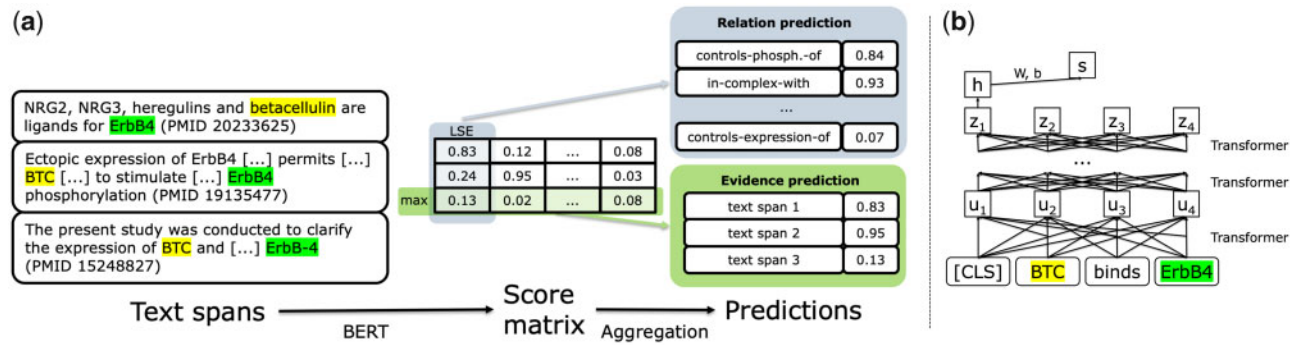 (a)
NRG2, NRG3, heregulins and betacellulin are
ligands for ErbB4 (PMID 20233625)
Ectopic expression of ErbB4 [...] permits [...]
BTC [...] to stimulate [...] ErbB4
phosphorylation (PMID 19135477)
The present study was conducted to clarify
the expression of BTC and [...] ErbB-4
(PMID 15248827)
LSE
0.83 0.12 ... 0.08
0.24 0.95 ... 0.03
max 0.13 0.02 ... 0.08
Relation prediction
controls-phosph.-of 0.84
in-complex-with 0.93
...
controls-expression-of 0.07
Evidence prediction
text span 1 0.83
text span 2 0.95
text span 3 0.13
Text spans
BERT
Score
matrix
Aggregation
Predictions
(b)
s
W, b
h
z1 z2 z3 z4
Transformer
...
Transformer
u1 u2 u3 u4
Transformer
[CLS] BTC binds ErbB4